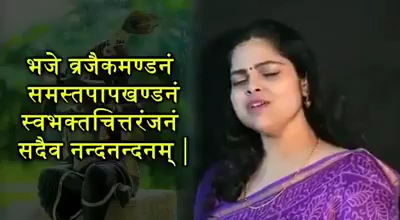 भजे व्रजैकमण्डनं
समस्तपापखण्डनं
स्वभक्तचित्तरंजनं
सदैव नन्दनन्दनम् |